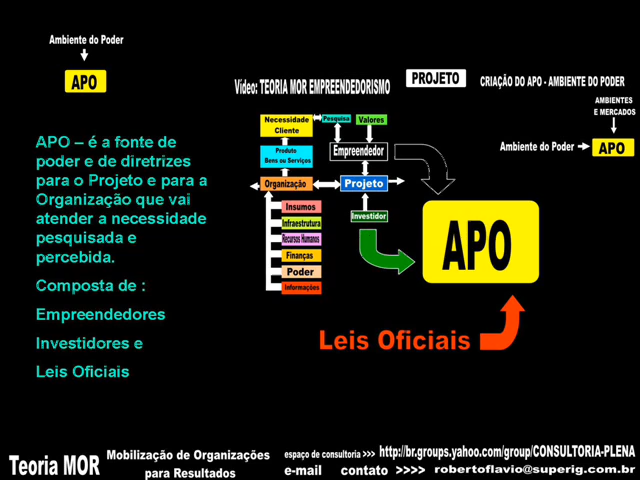 Ambiente do Poder
APO
Vídeo: TEORIA MOR EMPREENDEDORISMO
PROJETO
CRIAÇÃO DO APO - AMBIENTE DO PODER
AMBIENTES
E MERCADOS
Ambiente do Poder
APO
APO – é a fonte de
poder e de diretrizes
para o Projeto e para a
Organização que vai
atender a necessidade
pesquisada e
percebida.
Composta de :
Empreendedores
Investidores e
Leis Oficiais
Necessidade
Cliente
Pesquisa
Valores
Produto
Bens ou Serviços
Empreendedor
Organização
Projeto
Insumos
Infraestrutura
Recursos Humanos
Finanças
Poder
Informações
Investidor
APO
Leis Oficiais
Teoria MOR
Mobilização de Organizações
para Resultados
espaço de consultoria >>> http://br.groups.yahoo.com/group/CONSULTORIA-PLENA
e-mail contato >>>> robertoflavio@superig.com.br